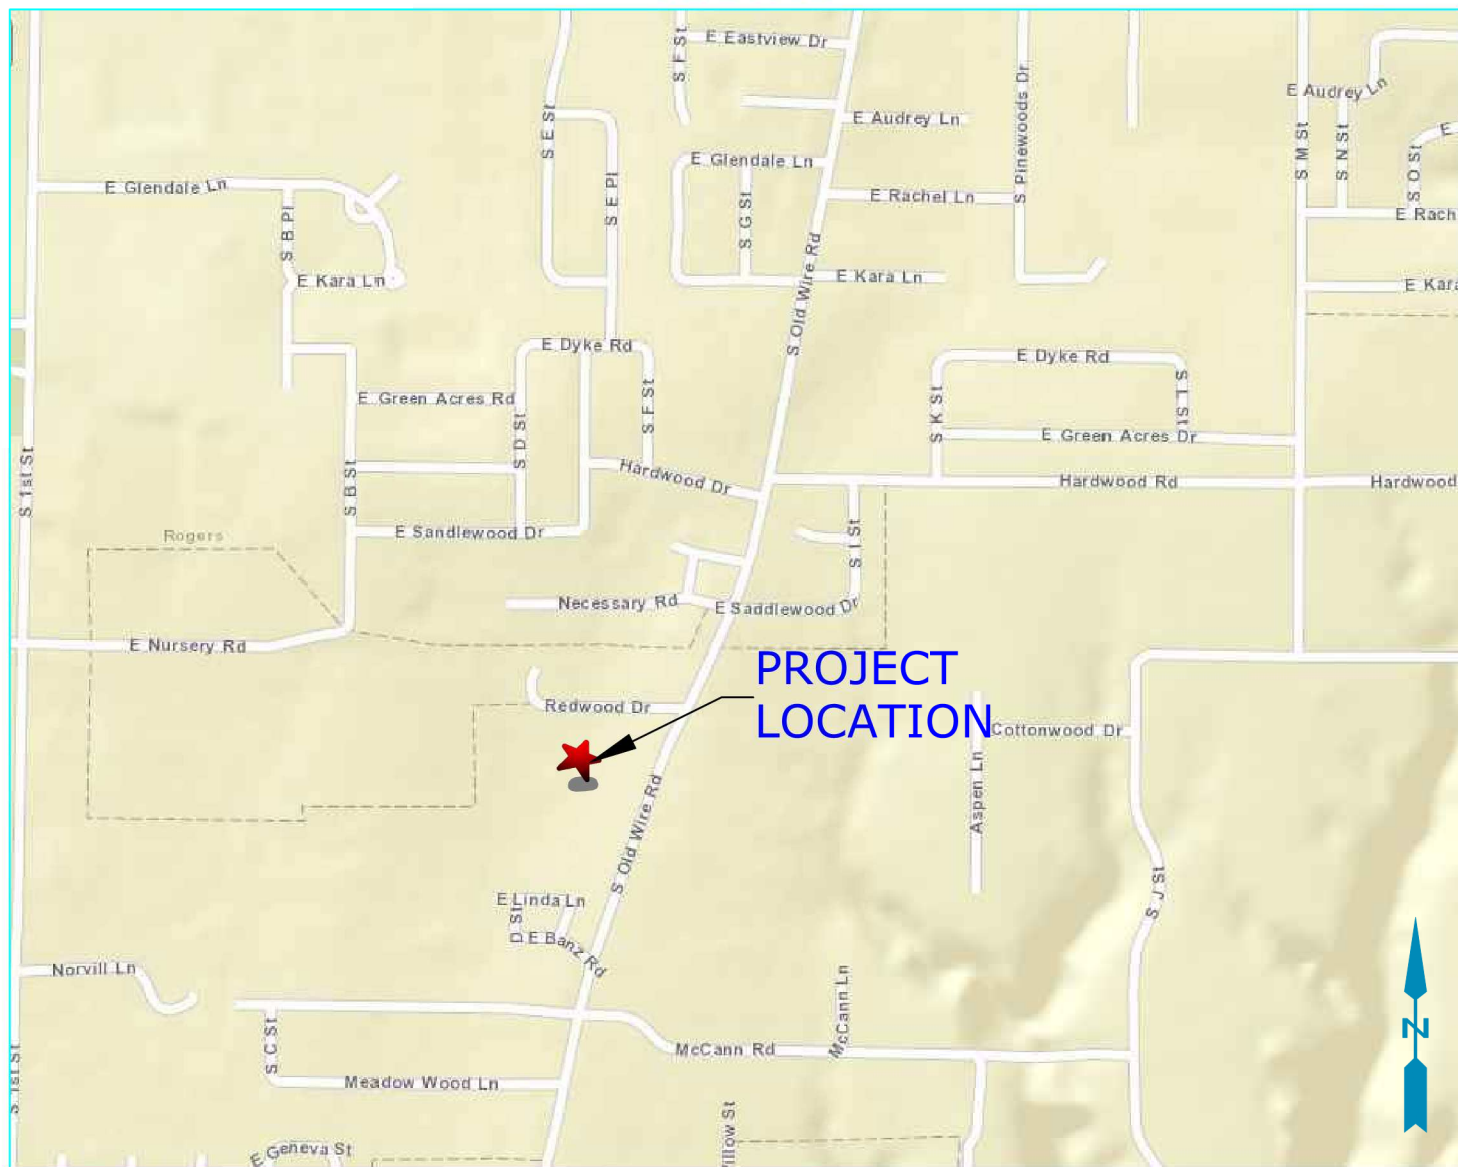 E Eastview Dr
S F St
E Audrey Ln
E Audrey Ln
S E St
S Pinewoods Dr
S M St
S N St
S O St
E
E Glendale Ln
E Glendale Ln
S E Pl
S B Pl
S G St
E Rachel Ln
E Rach
E Kara Ln
E Kara Ln
E Kara
S Old Wire Rd
E Dyke Rd
E Dyke Rd
E Green Acres Rd
S F St
S K St
S L St
S D St
E Green Acres Dr
S 1st St
S B St
Hardwood Dr
Hardwood Rd
Hardwood
Rogers
E Sandlewood Dr
S I St
Necessary Rd
E Saddlewood Dr
E Nursery Rd
PROJECT
LOCATION
Redwood Dr
Cottonwood Dr
Aspen Ln
S Old Wire Rd
S J St
E Linda Ln
D St
E Banz Rd
Norvill Ln
McCann Ln
N
S C St
McCann Rd
S 1st St
Meadow Wood Ln
E Geneva St
Willow St